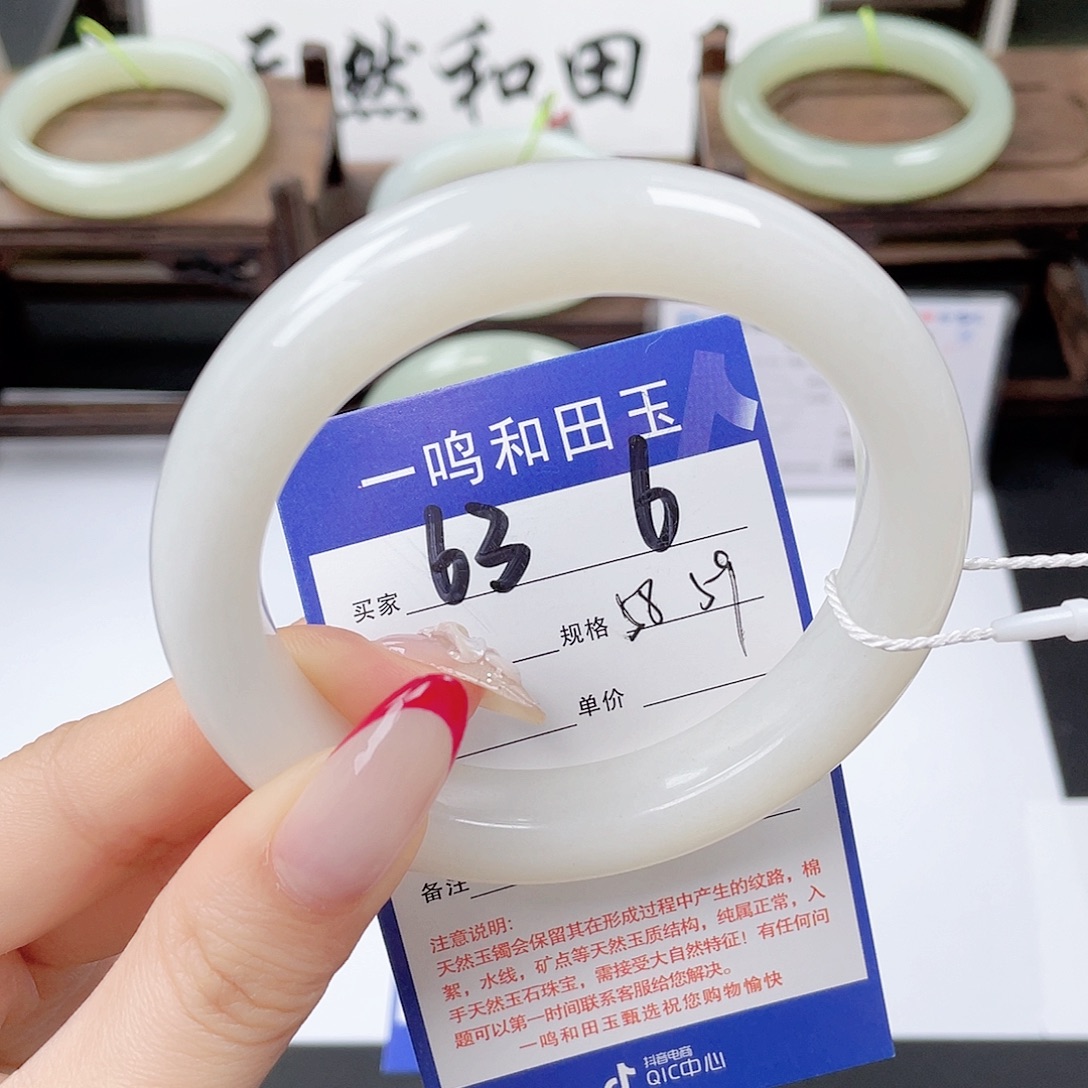 然和田
一鸣和田玉
63 6
买家
规格 58 59
单价
备注
注意说明:
天然玉镯会保留其在形成过程中产生的纹路,棉
絮,水线,矿点等天然玉质结构,纯属正常,入
手天然玉石珠宝,需接受大自然特征!有任何问
题可以第一时间联系客服给您解决。
一鸣和田玉甄选祝您购物愉快
抖音电商
QIC中心